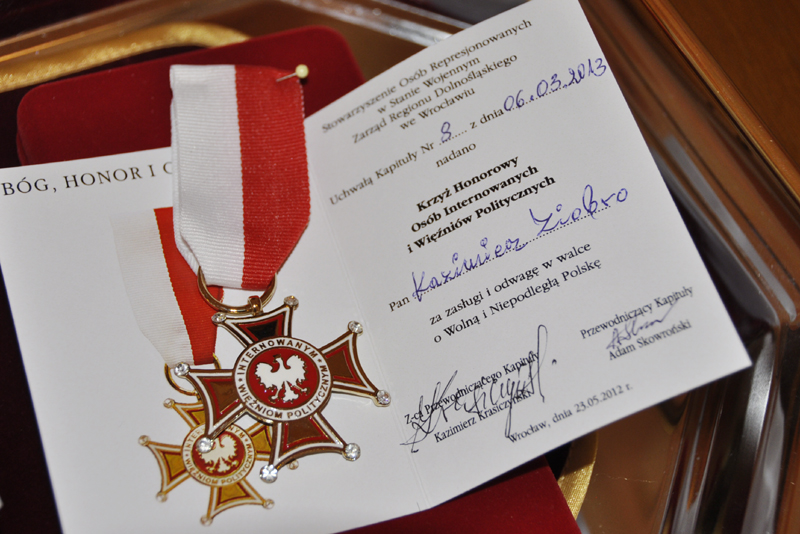 BÓG, HONOR I
Stowarzyszenie Osób Represjonowanych
w Stanie Wojennym
Zarząd Regionu Dolnośląskiego
we Wrocławiu
Uchwałą Kapituły Nr 8 z dnia 06.03.2013
nadano
Krzyż Honorowy
Osób Internowanych
i Więźniów Politycznych
Pan Kazimierz Ziobro
za zasługi i odwagę w walce
o Wolną i Niepodległą Polskę
Przewodniczący Kapituły
Adam Skowroński
Z-ca Przewodniczącego Kapituły
Kazimierz Krasiczyński
Wrocław, dnia 23.05.2012 r.
INTERNOWANYM
WIĘŹNIOM POLITYCZNYM
WIĘŹNIOM POLITYCZNYM